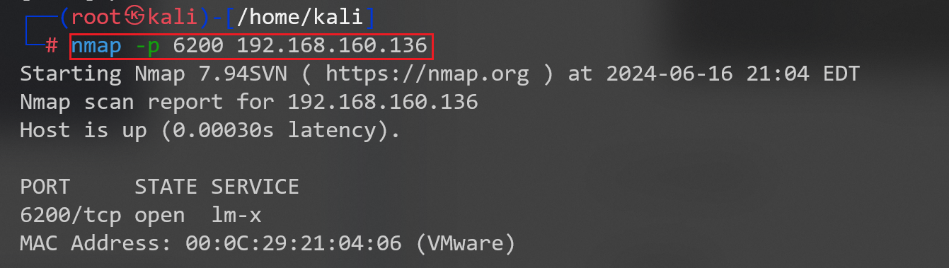 (root㉿kali)-[/home/kali]
# nmap -p 6200 192.168.160.136
Starting Nmap 7.94SVN ( https://nmap.org ) at 2024-06-16 21:04 EDT
Nmap scan report for 192.168.160.136
Host is up (0.00030s latency).
PORT     STATE SERVICE
6200/tcp open  lm-x
MAC Address: 00:0C:29:21:04:06 (VMware)